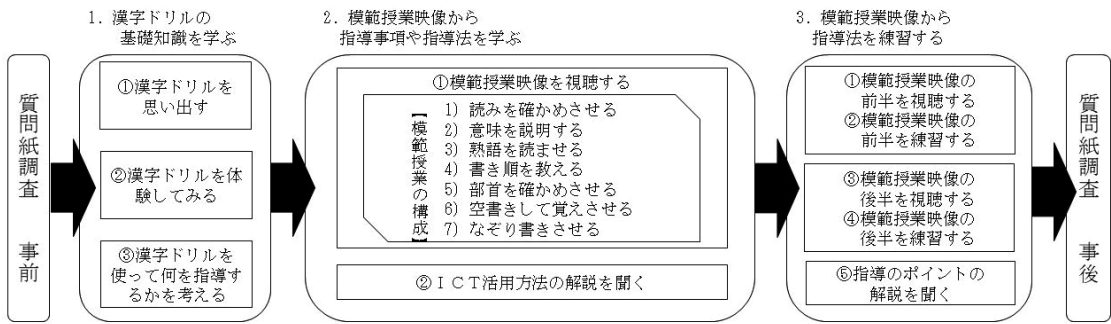 1．漢字ドリルの
基礎知識を学ぶ
2．模範授業映像から
指導事項や指導法を学ぶ
3．模範授業映像から
指導法を練習する
質問紙調査　事前
①漢字ドリルを
思い出す
②漢字ドリルを体
験してみる
③漢字ドリルを
使って何を指導す
るかを考える
①模範授業映像を視聴する
【模範授業の構成】
1）読みを確かめさせる
2）意味を説明する
3）熟語を読ませる
4）書き順を教える
5）部首を確かめさせる
6）空書きして覚えさせる
7）なぞり書きさせる
②ＩＣＴ活用方法の解説を聞く
①模範授業映像の
前半を視聴する
②模範授業映像の
前半を練習する
③模範授業映像の
後半を視聴する
④模範授業映像の
後半を練習する
⑤指導のポイントの
解説を聞く
質問紙調査　事後